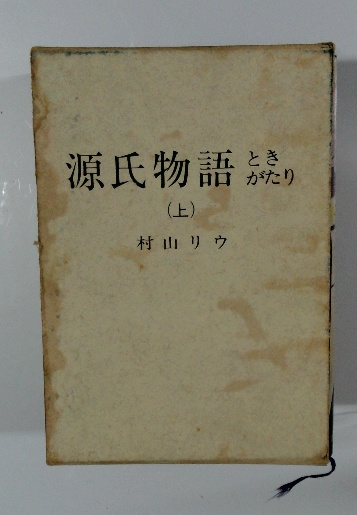 源氏物語 とき
がたり
(上)
村山リウ